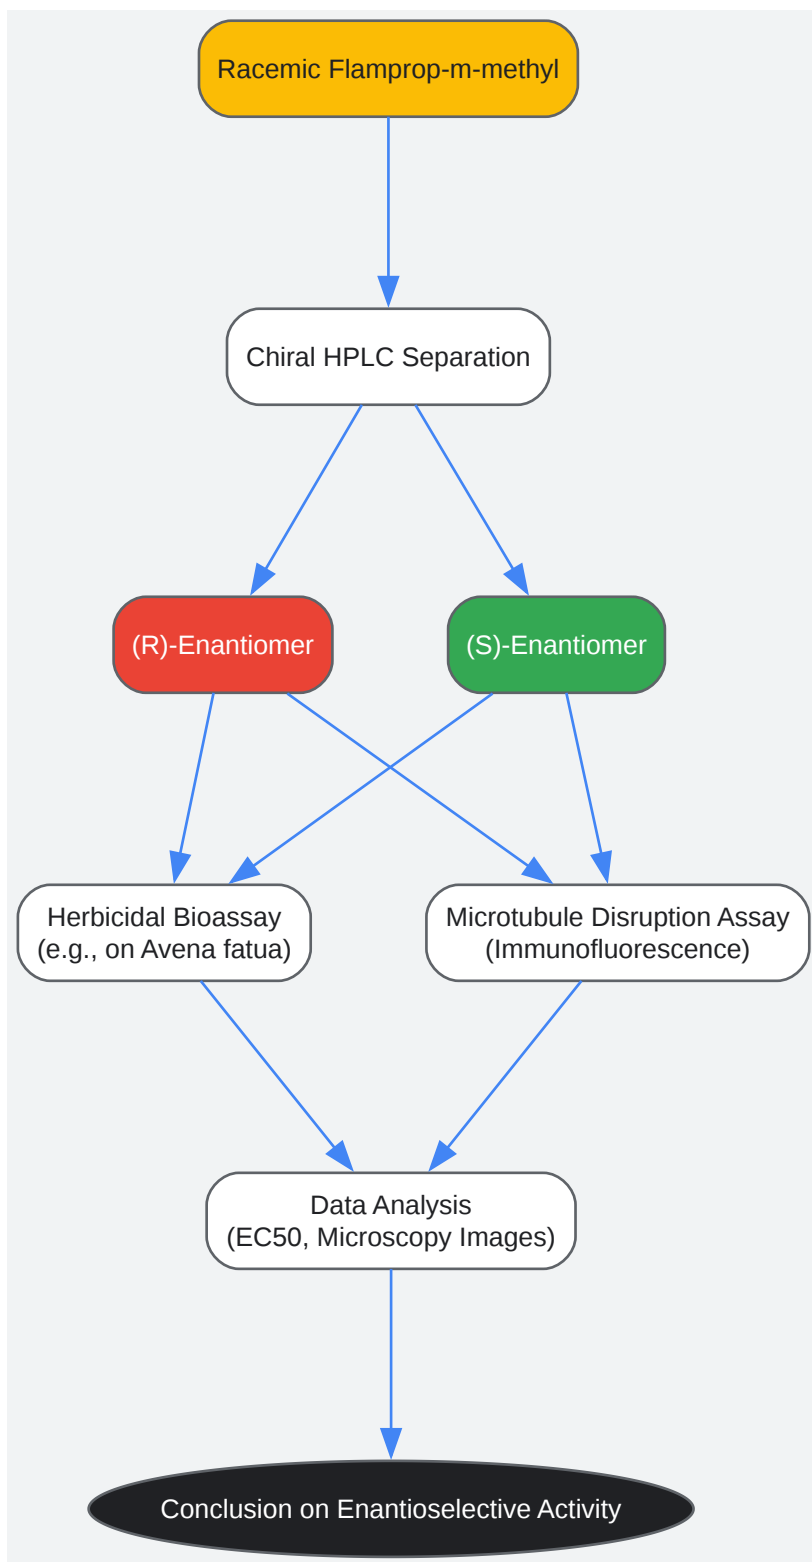 Racemic Flamprop-m-methyl
Chiral HPLC Separation
(R)-Enantiomer
(S)-Enantiomer
Herbicidal Bioassay
(e.g., on Avena fatua)
Microtubule Disruption Assay
(Immunofluorescence)
Data Analysis
(EC50, Microscopy Images)
Conclusion on Enantioselective Activity